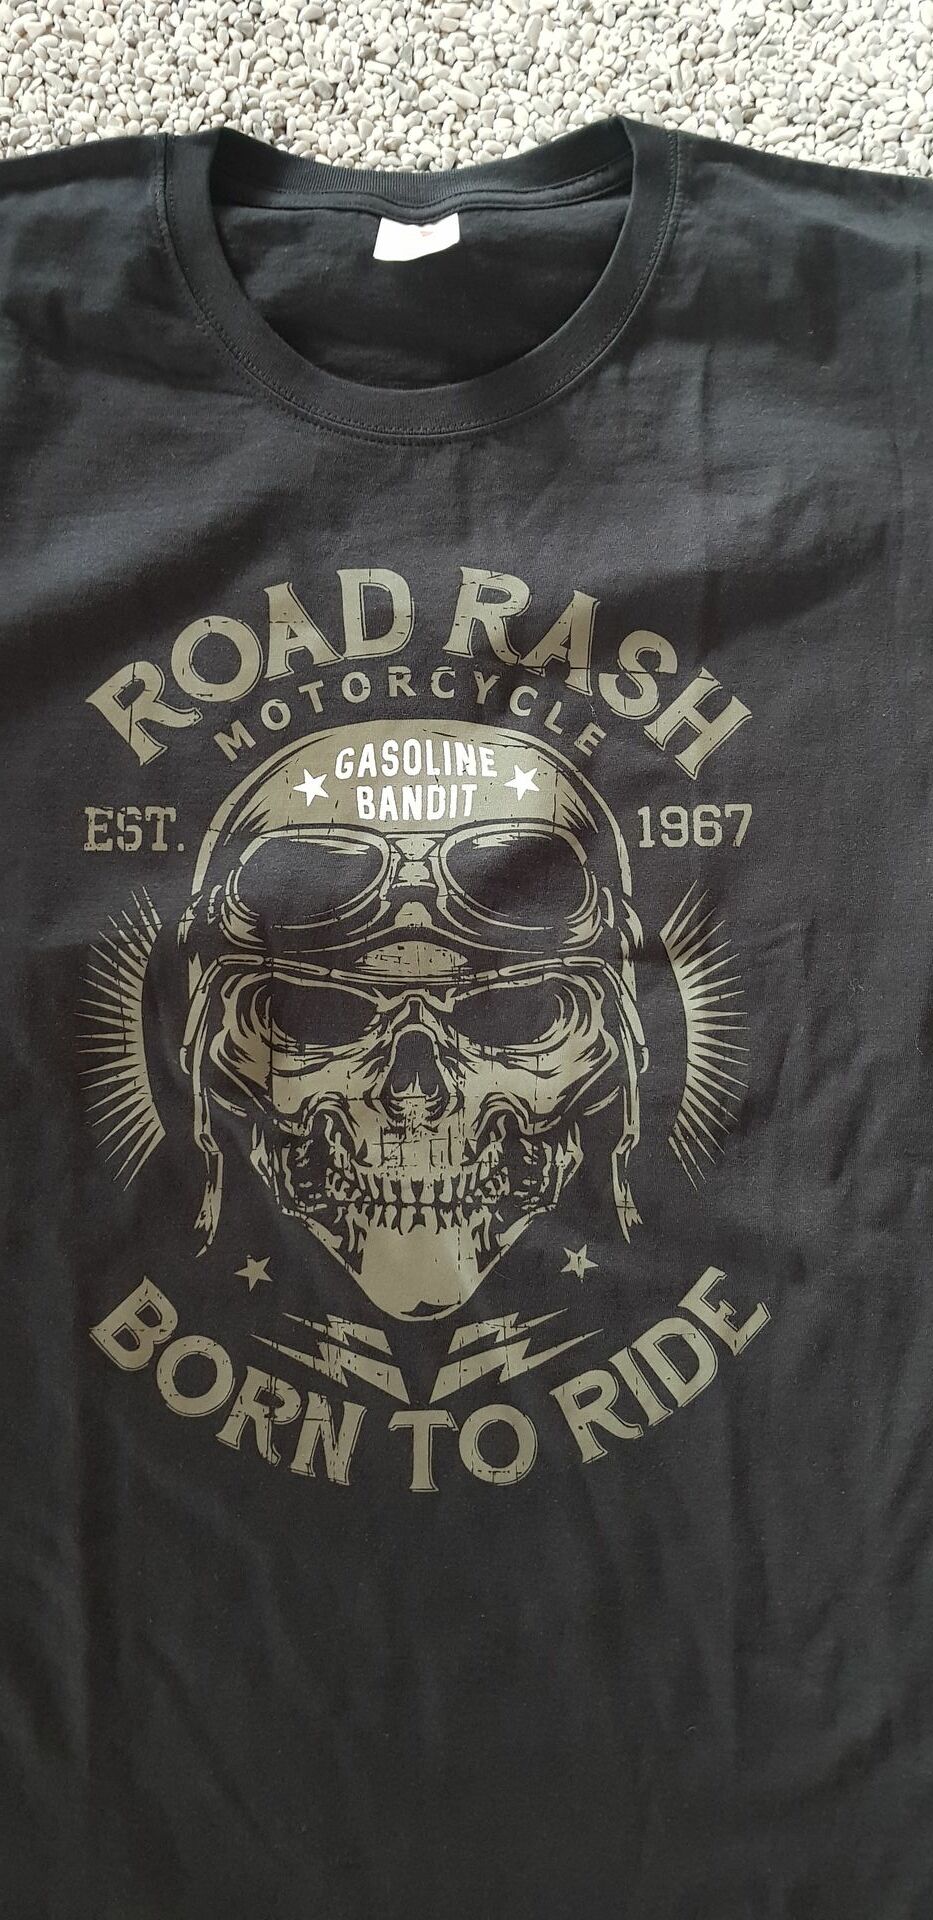 ROAD RASH
MOTORCYCLE
GASOLINE
BANDIT
EST. 1967
BORN TO RIDE